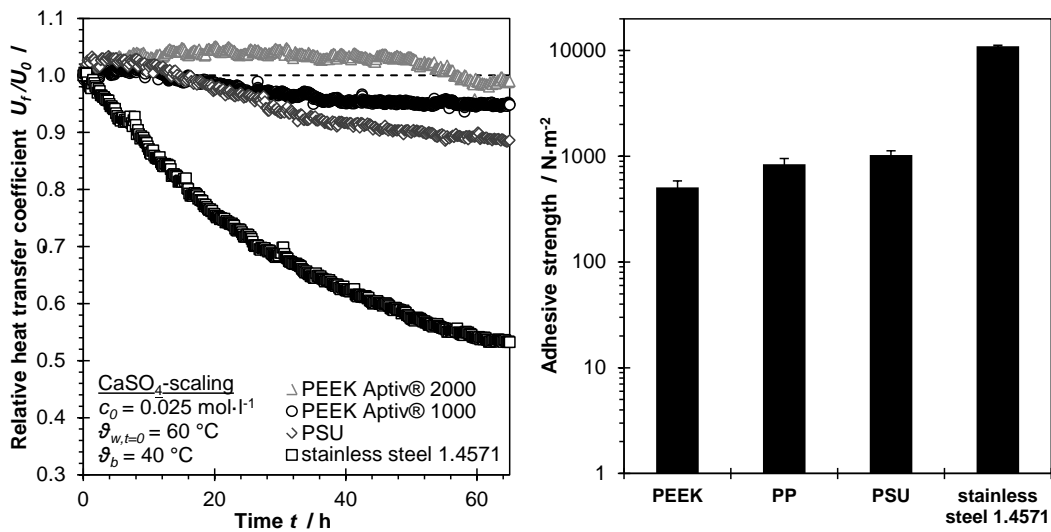 Relative heat transfer coefficient U_f/U_0
1.1
1.0
0.9
0.8
0.7
0.6
0.5
0.4
0.3
CaSO4-scaling
c0 = 0.025 mol·l-1
ϑw,t=0 = 60 °C
ϑb = 40 °C
PEEK Aptiv® 2000
PEEK Aptiv® 1000
PSU
stainless steel 1.4571
0 20 40 60
Time t / h
Adhesive strength / N·m-2
10000
1000
100
10
1
PEEK PP PSU stainless
steel 1.4571